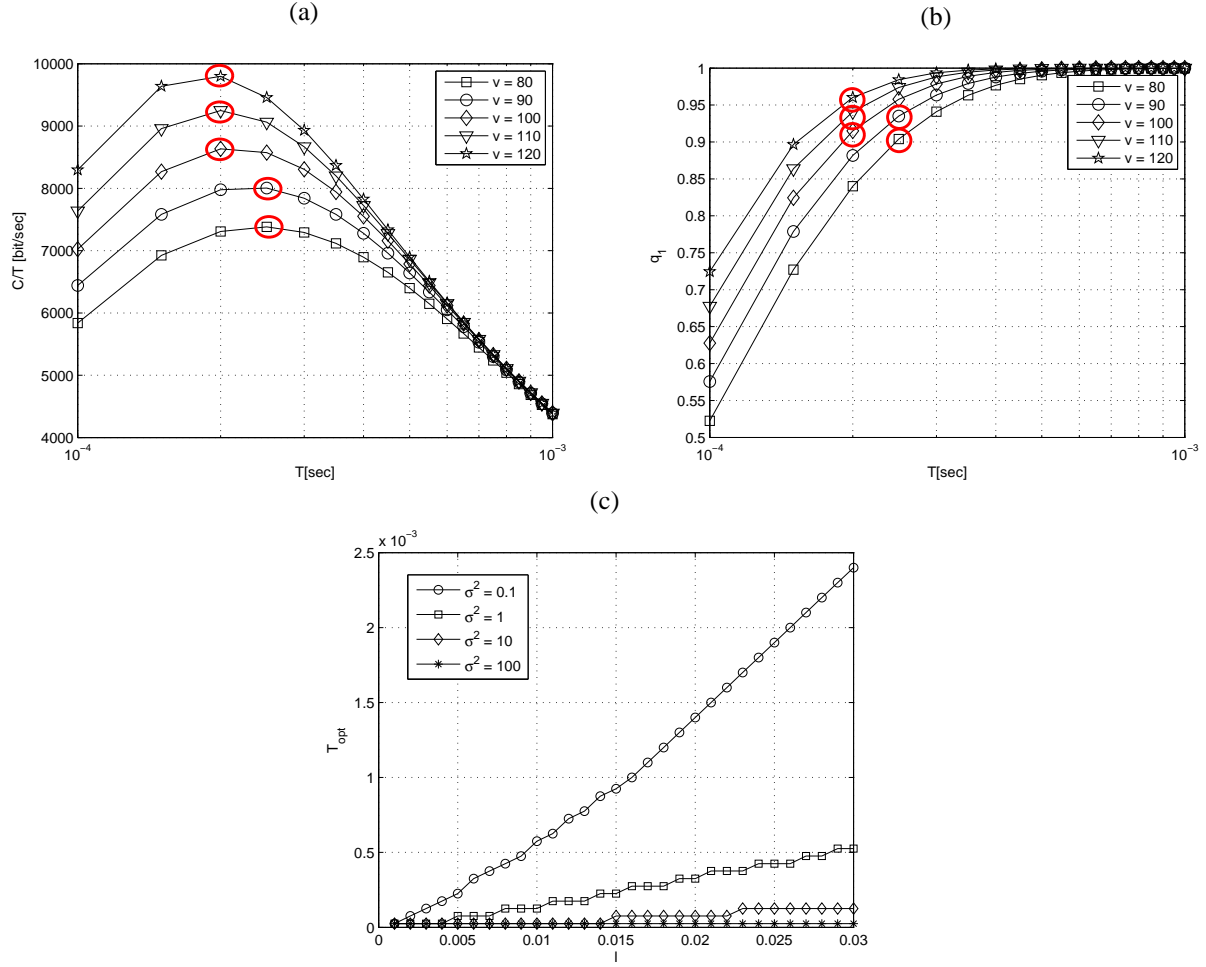 (a)
10000
9000
8000
7000
6000
5000
4000
C/T [bit/sec]
10⁻⁴
10⁻³
T[sec]
v = 80
v = 90
v = 100
v = 110
v = 120
(b)
1
0.95
0.9
0.85
0.8
0.75
0.7
0.65
0.6
0.55
0.5
q₁
10⁻⁴
10⁻³
T[sec]
v = 80
v = 90
v = 100
v = 110
v = 120
(c)
x 10⁻³
2.5
2
1.5
1
0.5
0
T_opt
0
0.005
0.01
0.015
0.02
0.025
0.03
l
σ² = 0.1
σ² = 1
σ² = 10
σ² = 100